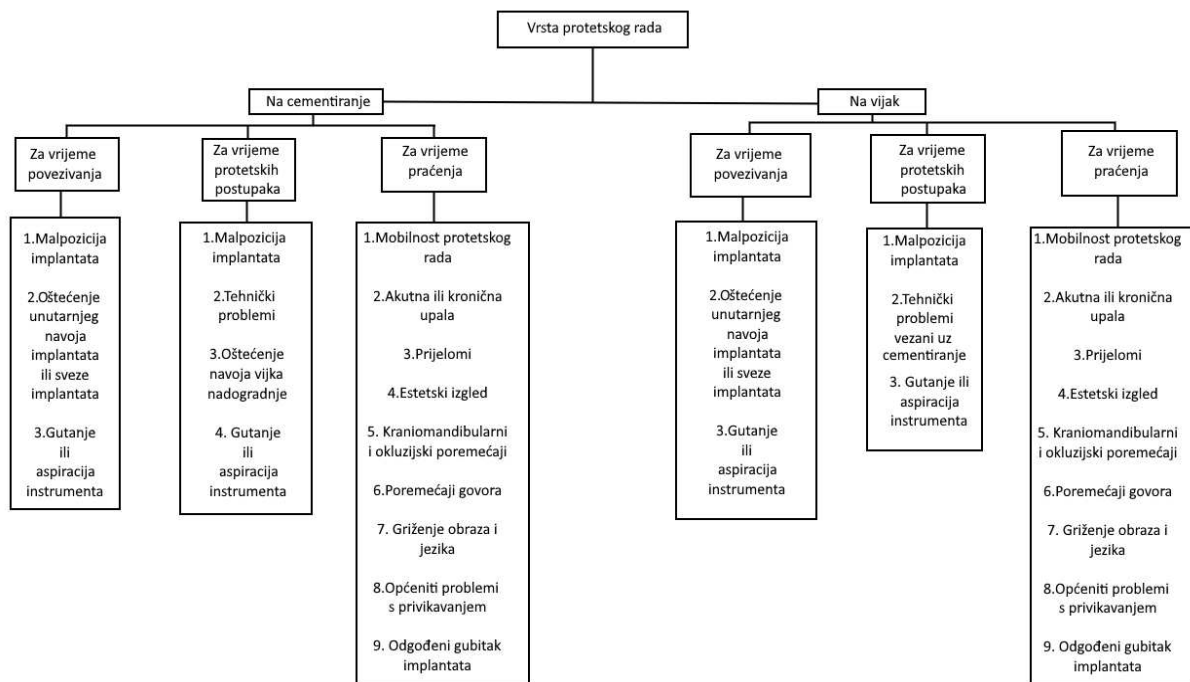 Vrsta protetskog rada
Na cementiranje
Na vijak
Za vrijeme
povezivanja
Za vrijeme
protetskih
postupaka
Za vrijeme
praćenja
Za vrijeme
povezivanja
Za vrijeme
protetskih
postupaka
Za vrijeme
praćenja
1.Malpozicija
implantata
2.Oštećenje
unutarnjeg
navoja
implantata
ili sveze
implantata
3.Gutanje
ili
aspiracija
instrumenta
1.Malpozicija
implantata
2.Tehnički
problemi
3.Oštećenje
navoja vijka
nadogradnje
4. Gutanje
ili
aspiracija
instrumenta
1.Mobilnost protetskog
rada
2.Akutna ili kronična
upala
3.Prijelomi
4.Estetski izgled
5. Kraniomandibularni
i okluzijski poremećaji
6.Poremećaji govora
7. Griženje obraza i
jezika
8.Općeniti problemi
s privikavanjem
9. Odgođeni gubitak
implantata
1.Malpozicija
implantata
2.Oštećenje
unutarnjeg
navoja
implantata
ili sveze
implantata
3.Gutanje
ili
aspiracija
instrumenta
1.Malpozicija
implantata
2.Tehnički
problemi
vezani uz
cementiranje
3. Gutanje ili
aspiracija
instrumenta
1.Mobilnost protetskog
rada
2.Akutna ili kronična
upala
3.Prijelomi
4.Estetski izgled
5. Kraniomandibularni
i okluzijski poremećaji
6.Poremećaji govora
7. Griženje obraza i
jezika
8.Općeniti problemi
s privikavanjem
9. Odgođeni gubitak
implantata